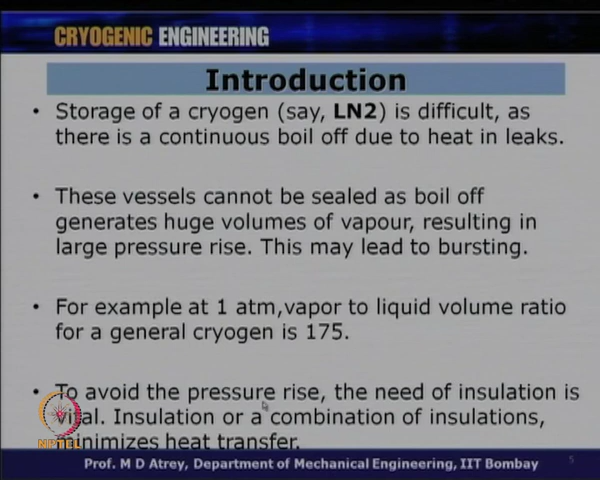 CRYOGENIC ENGINEERING
Introduction
• Storage of a cryogen (say, LN2) is difficult, as
there is a continuous boil off due to heat in leaks.
• These vessels cannot be sealed as boil off
generates huge volumes of vapour, resulting in
large pressure rise. This may lead to bursting.
• For example at 1 atm,vapor to liquid volume ratio
for a general cryogen is 175.
• To avoid the pressure rise, the need of insulation is
vital. Insulation or a combination of insulations,
minimizes heat transfer.
NPTEL
Prof. M D Atrey, Department of Mechanical Engineering, IIT Bombay
5